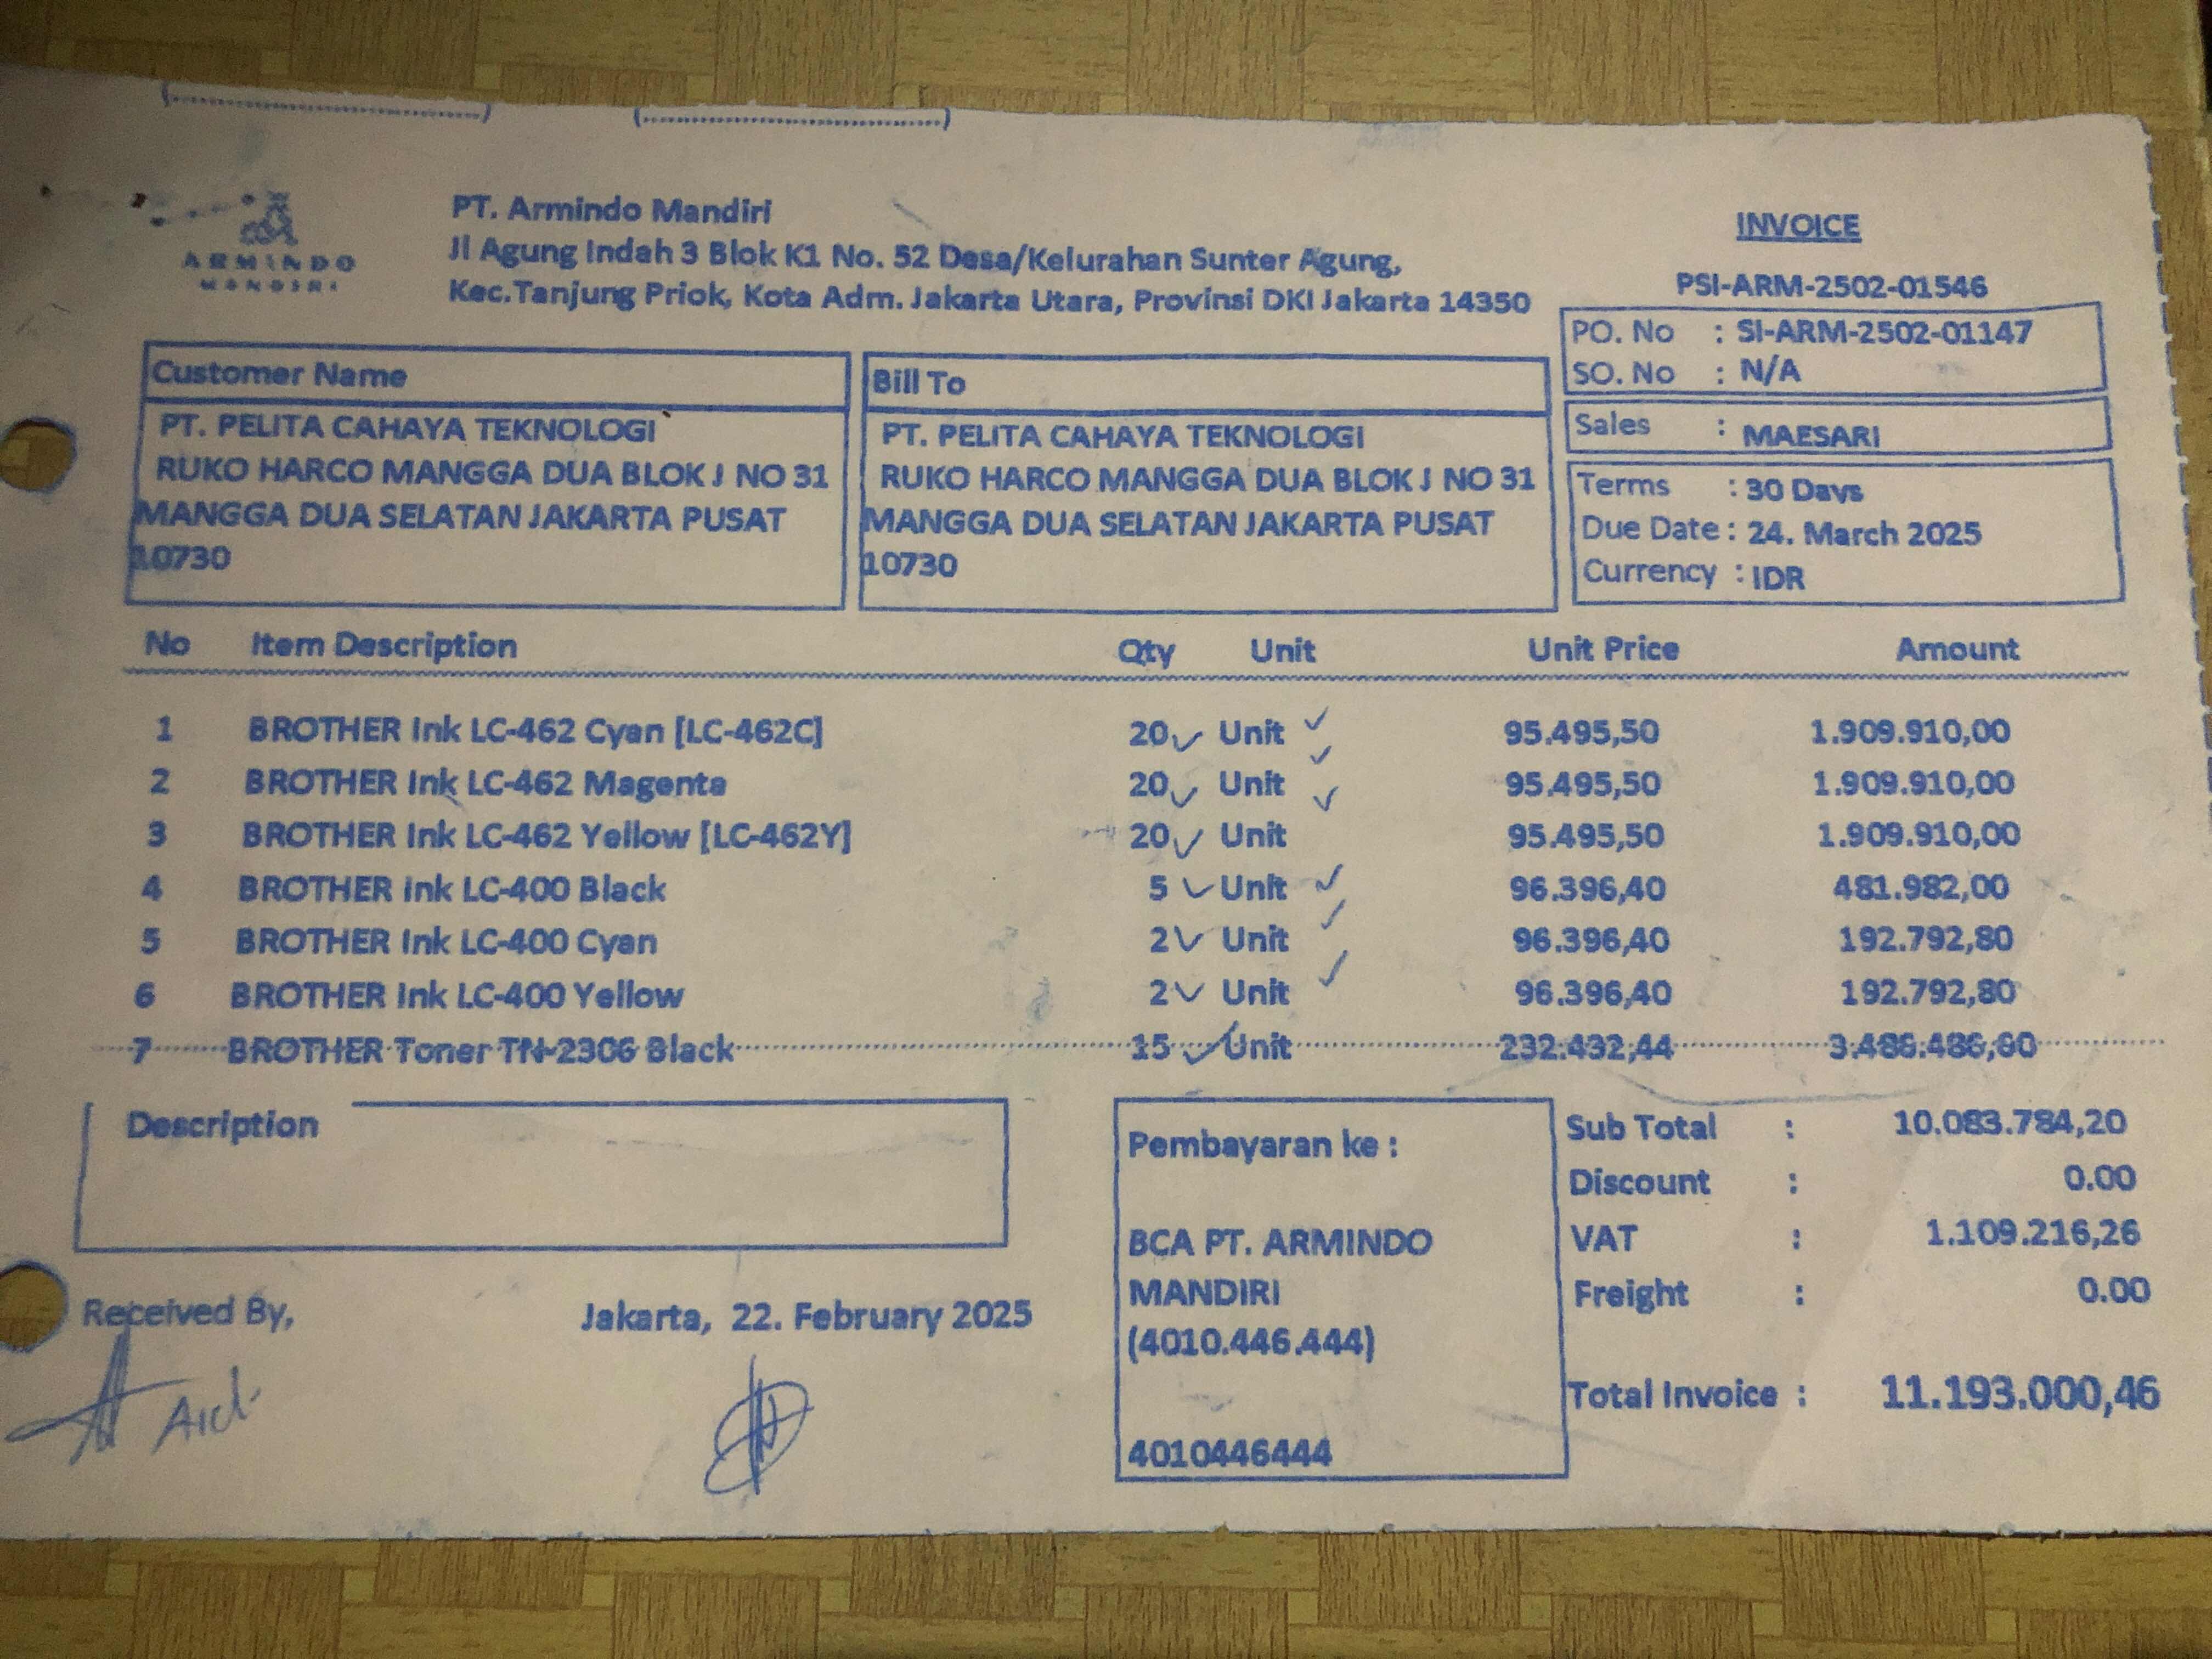 ARMINDO
MANDIRI
PT. Armindo Mandiri
Jl Agung Indah 3 Blok K1 No. 52 Desa/Kelurahan Sunter Agung,
Kec.Tanjung Priok, Kota Adm. Jakarta Utara, Provinsi DKI Jakarta 14350
INVOICE
PSI-ARM-2502-01546
PO. No : SI-ARM-2502-01147
SO. No : N/A
Sales : MAESARI
Terms : 30 Days
Due Date : 24. March 2025
Currency : IDR
Customer Name
PT. PELITA CAHAYA TEKNOLOGI
RUKO HARCO MANGGA DUA BLOK J NO 31
MANGGA DUA SELATAN JAKARTA PUSAT
10730
Bill To
PT. PELITA CAHAYA TEKNOLOGI
RUKO HARCO MANGGA DUA BLOK J NO 31
MANGGA DUA SELATAN JAKARTA PUSAT
10730
No Item Description Qty Unit Unit Price Amount
1 BROTHER Ink LC-462 Cyan [LC-462C] 20 Unit 95.495,50 1.909.910,00
2 BROTHER Ink LC-462 Magenta 20 Unit 95.495,50 1.909.910,00
3 BROTHER Ink LC-462 Yellow [LC-462Y] 20 Unit 95.495,50 1.909.910,00
4 BROTHER Ink LC-400 Black 5 Unit 96.396,40 481.982,00
5 BROTHER Ink LC-400 Cyan 2 Unit 96.396,40 192.792,80
6 BROTHER Ink LC-400 Yellow 2 Unit 96.396,40 192.792,80
7 BROTHER Toner TN-2306 Black 15 Unit 232.432,44 3.486.486,60
Description
Pembayaran ke :
BCA PT. ARMINDO
MANDIRI
(4010.446.444)
4010446444
Sub Total : 10.083.784,20
Discount : 0.00
VAT : 1.109.216,26
Freight : 0.00
Total Invoice : 11.193.000,46
Received By,
Jakarta, 22. February 2025